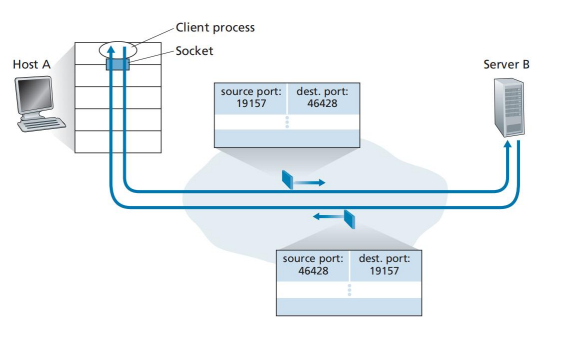 Client process
Socket
Host A
Server B
source port: dest. port:
19157 46428
source port: dest. port:
46428 19157